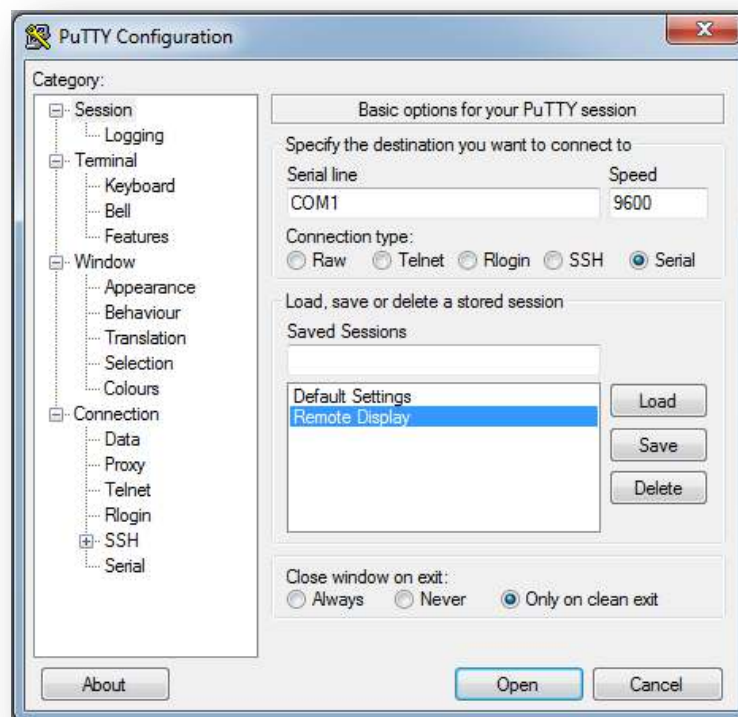 PuTTY Configuration
Category:
Session
Logging
Terminal
Keyboard
Bell
Features
Window
Appearance
Behaviour
Translation
Selection
Colours
Connection
Data
Proxy
Telnet
Rlogin
SSH
Serial
Basic options for your PuTTY session
Specify the destination you want to connect to
Serial line Speed
COM1 9600
Connection type:
Raw Telnet Rlogin SSH Serial
Load, save or delete a stored session
Saved Sessions
Default Settings
Remote Display
Load
Save
Delete
Close window on exit:
Always Never Only on clean exit
About Open Cancel